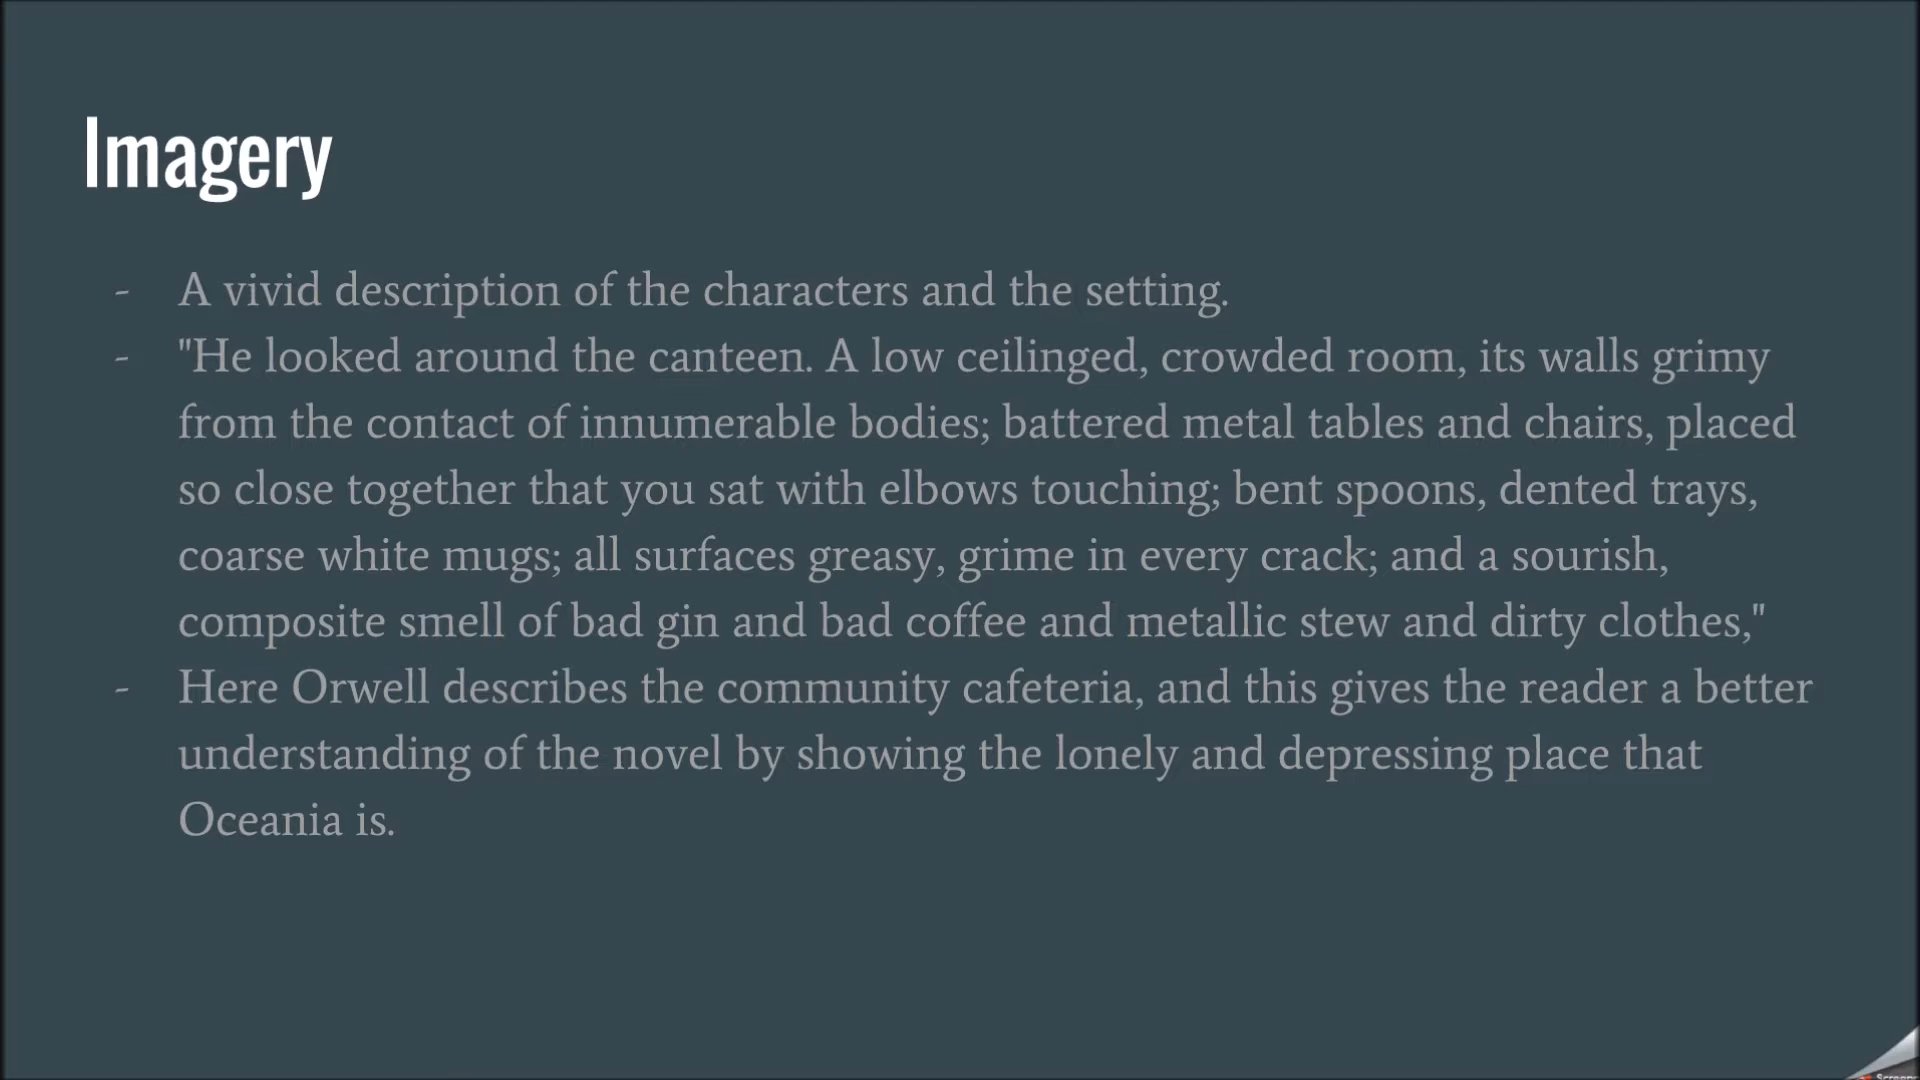 Imagery
- A vivid description of the characters and the setting.
- "He looked around the canteen. A low ceilinged, crowded room, its walls grimy
from the contact of innumerable bodies; battered metal tables and chairs, placed
so close together that you sat with elbows touching; bent spoons, dented trays,
coarse white mugs; all surfaces greasy, grime in every crack; and a sourish,
composite smell of bad gin and bad coffee and metallic stew and dirty clothes,"
- Here Orwell describes the community cafeteria, and this gives the reader a better
understanding of the novel by showing the lonely and depressing place that
Oceania is.